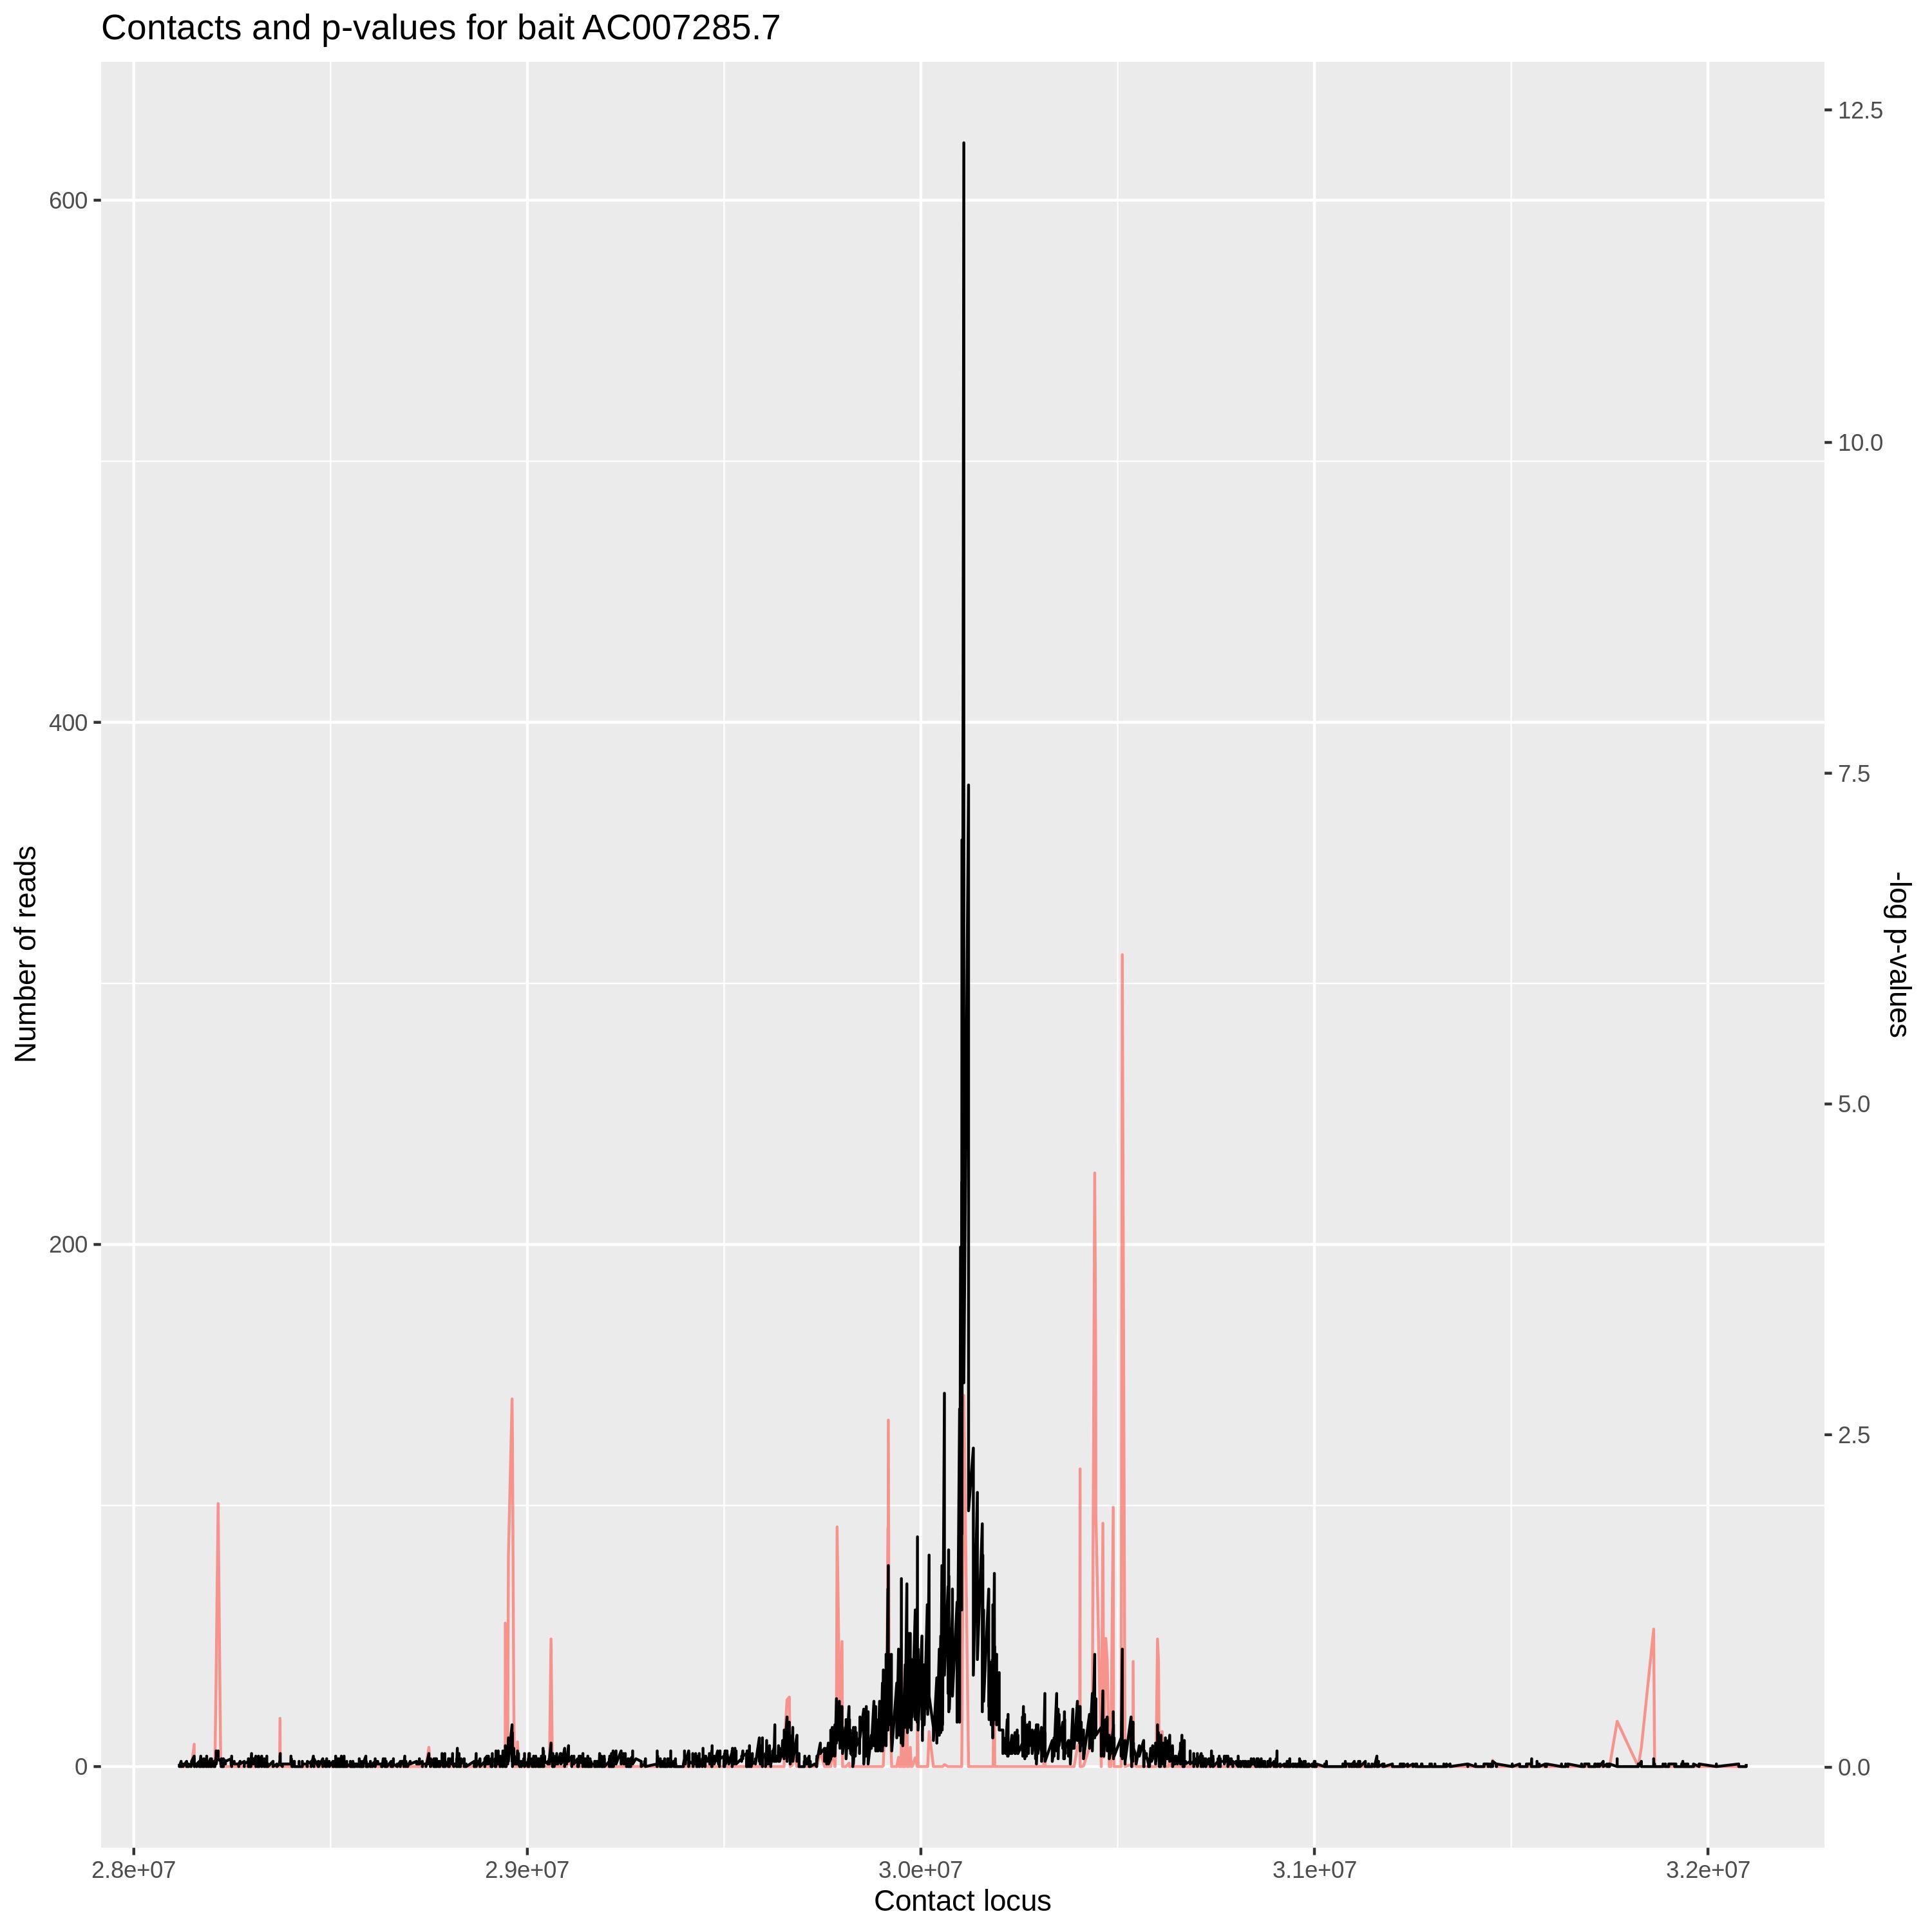 Contacts and p-values for bait AC007285.7
12.5
600
10.0
400
7.5
Number of reads
-log p-values
5.0
200
2.5
0
0.0
2.8e+07 2.9e+07 3.0e+07 3.1e+07 3.2e+07
Contact locus